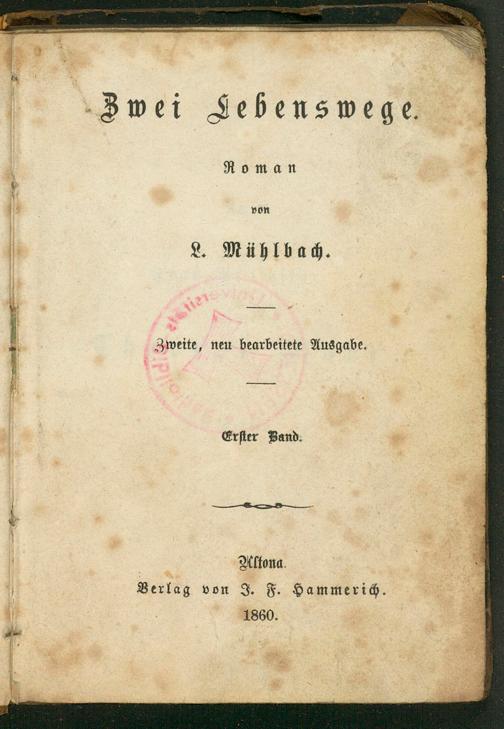 Zwei Lebenswege.
Roman
von
L. Mühlbach.
Zweite, neu bearbeitete Ausgabe.
Erster Band.
Altona.
Verlag von J. F. Hammerich.
1860.